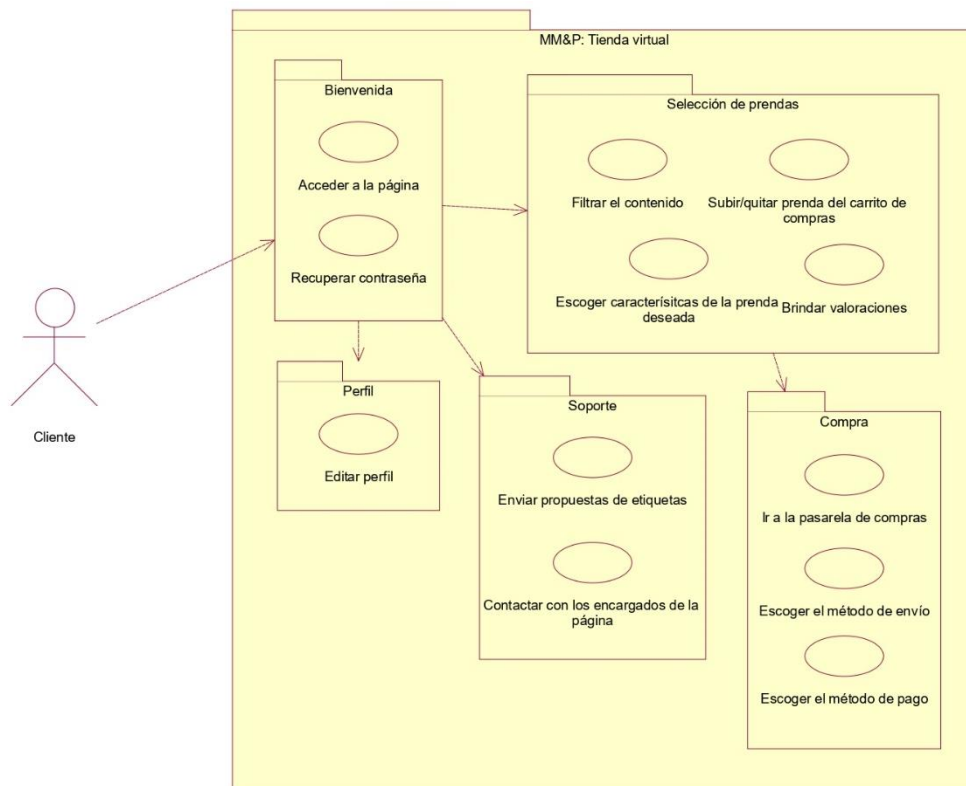 MM&P: Tienda virtual
Bienvenida
Acceder a la página
Recuperar contraseña
Selección de prendas
Filtrar el contenido
Subir/quitar prenda del carrito de
compras
Escoger caracterísitcas de la prenda
deseada
Brindar valoraciones
Cliente
Perfil
Editar perfil
Soporte
Enviar propuestas de etiquetas
Contactar con los encargados de la
página
Compra
Ir a la pasarela de compras
Escoger el método de envío
Escoger el método de pago